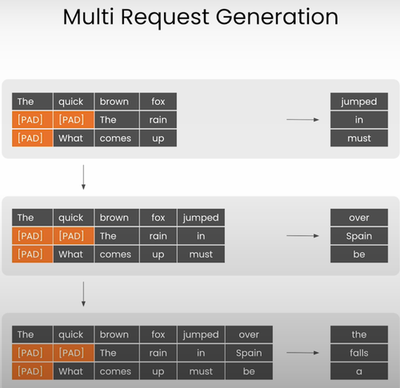 Multi Request Generation
The quick brown fox jumped
[PAD] [PAD] The rain in
[PAD] What comes up must
The quick brown fox jumped over
[PAD] [PAD] The rain in Spain
[PAD] What comes up must be
The quick brown fox jumped over the
[PAD] [PAD] The rain in Spain falls
[PAD] What comes up must be a